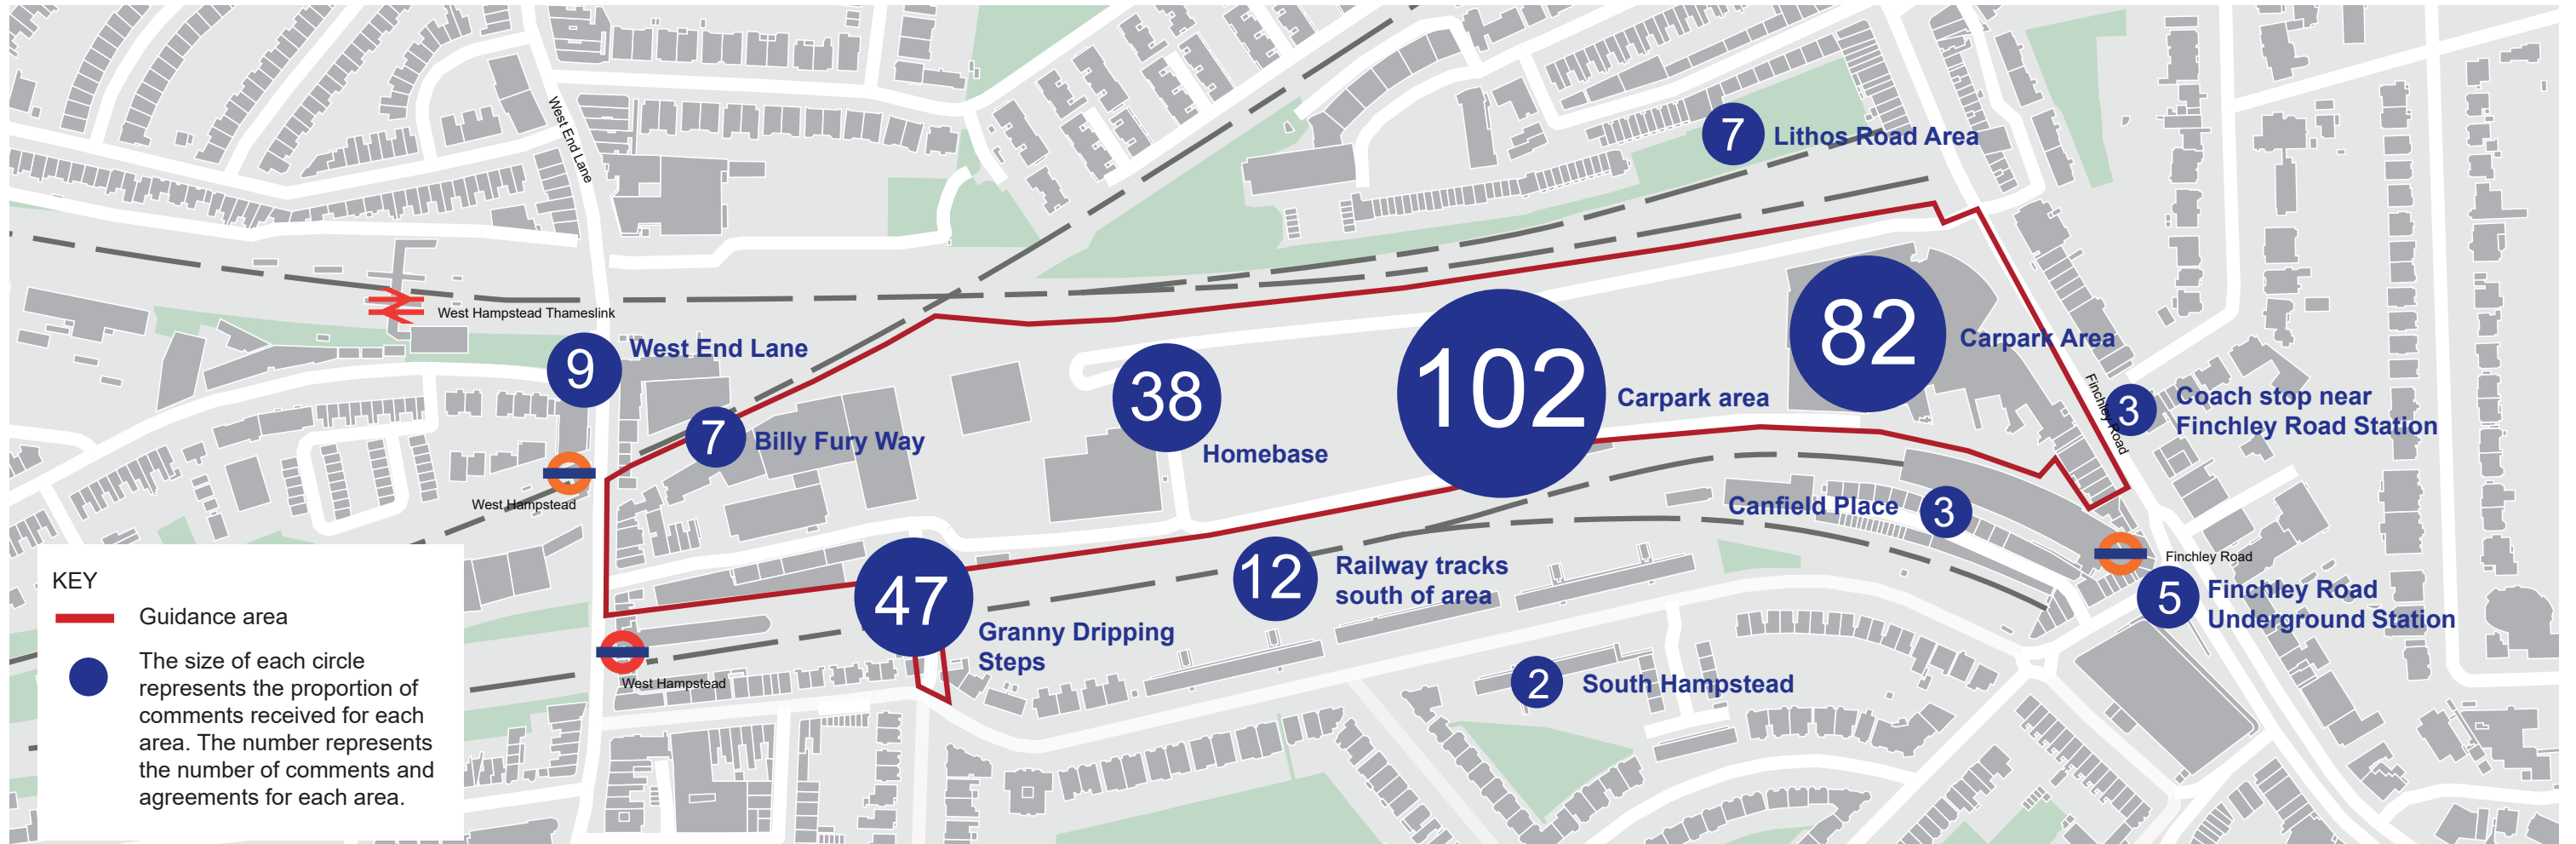 West End Lane
7
Lithos Road Area
West Hampstead Thameslink
9
West End Lane
7
Billy Fury Way
West Hampstead
38
Homebase
102
Carpark area
82
Carpark Area
Finchley Road
3
Coach stop near
Finchley Road Station
Canfield Place
3
Finchley Road
5
Finchley Road
Underground Station
47
Granny Dripping
Steps
12
Railway tracks
south of area
West Hampstead
2
South Hampstead
KEY
Guidance area
The size of each circle
represents the proportion of
comments received for each
area. The number represents
the number of comments and
agreements for each area.